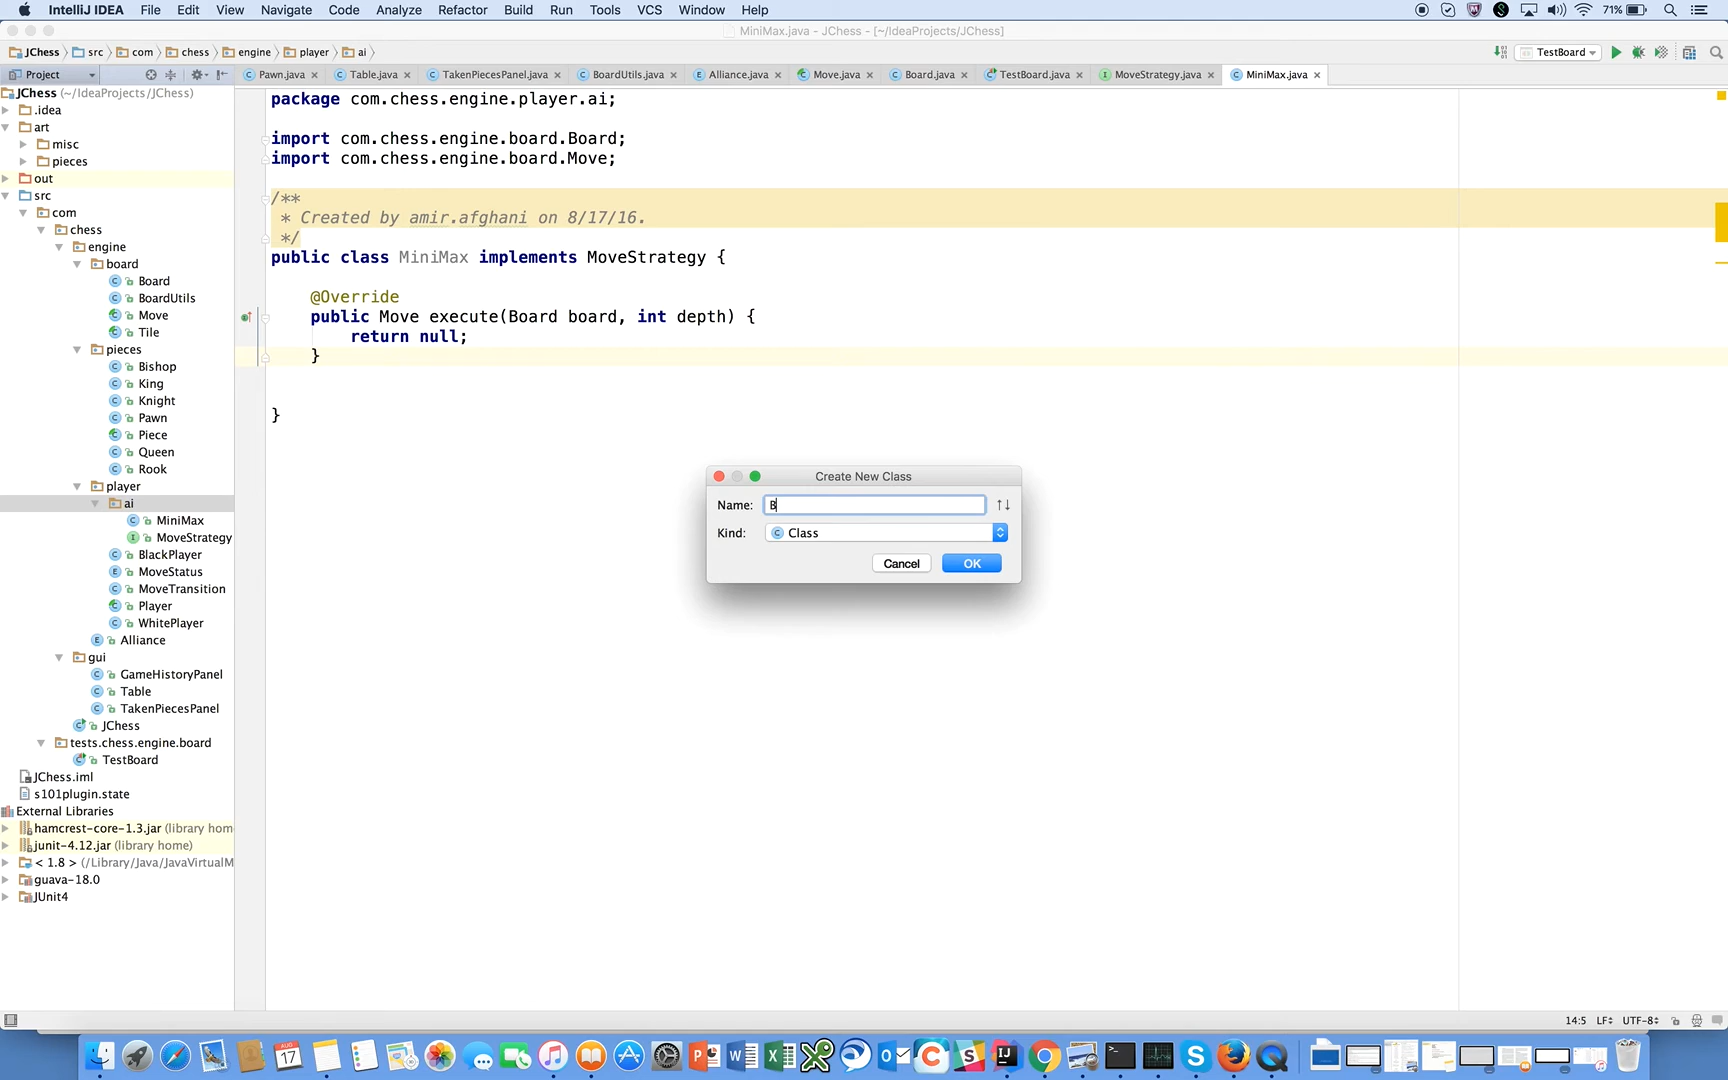 IntelliJ IDEA File Edit View Navigate Code Analyze Refactor Build Run Tools VCS Window Help 71%
MiniMax.java - JChess - [~/IdeaProjects/JChess]
JChess src com chess engine player ai TestBoard
Project Pawn.java Table.java TakenPiecesPanel.java BoardUtils.java Alliance.java Move.java Board.java TestBoard.java MoveStrategy.java MiniMax.java
JChess (~/IdeaProjects/JChess)
.idea
art
misc
pieces
out
src
com
chess
engine
board
Board
BoardUtils
Move
Tile
pieces
Bishop
King
Knight
Pawn
Piece
Queen
Rook
player
ai
MiniMax
MoveStrategy
BlackPlayer
MoveStatus
MoveTransition
Player
WhitePlayer
Alliance
gui
GameHistoryPanel
Table
TakenPiecesPanel
JChess
tests.chess.engine.board
TestBoard
JChess.iml
s101plugin.state
External Libraries
hamcrest-core-1.3.jar (library hom
junit-4.12.jar (library home)
< 1.8 > (/Library/Java/JavaVirtualM
guava-18.0
JUnit4
package com.chess.engine.player.ai;
import com.chess.engine.board.Board;
import com.chess.engine.board.Move;
/**
* Created by amir.afghani on 8/17/16.
*/
public class MiniMax implements MoveStrategy {
@Override
public Move execute(Board board, int depth) {
return null;
}
}
Create New Class
Name: B
Kind: Class
Cancel OK
14:5 LF UTF-8
AUG
17